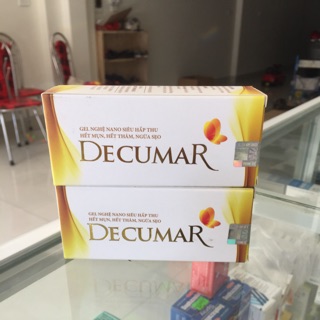 GEL NGHỆ NANO SIÊU HẤP THU
HẾT MỤN, HẾT THÂM, NGỪA SẸO
DECUMAR
GEL NGHỆ NANO SIÊU HẤP THU
HẾT MỤN, HẾT THÂM, NGỪA SẸO
DECUMAR